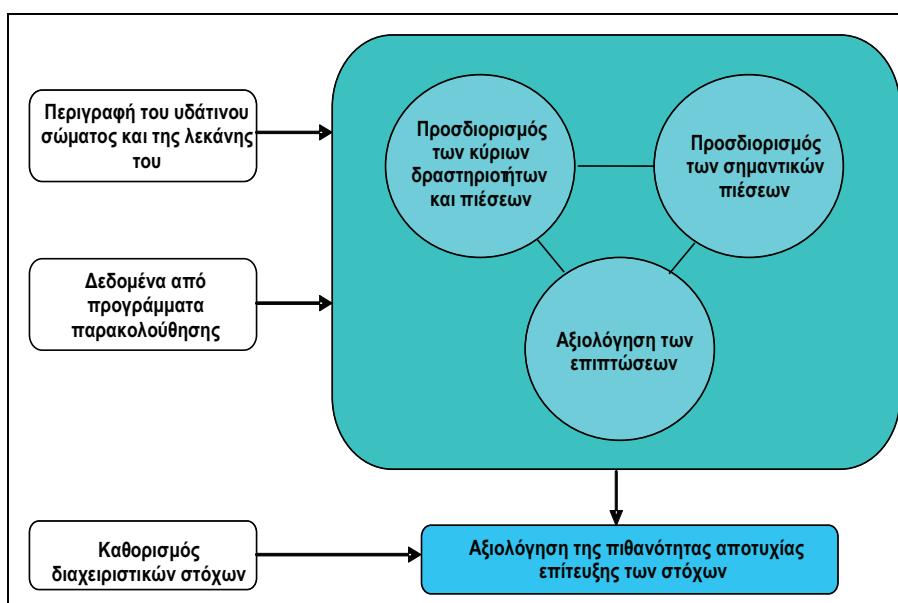 Περιγραφή του υδάτινου
σώματος και της λεκάνης
του
Προσδιορισμός
των κύριων
δραστηριοτήτων
και πιέσεων
Προσδιορισμός
των σημαντικών
πιέσεων
Δεδομένα από
προγράμματα
παρακολούθησης
Αξιολόγηση των
επιπτώσεων
Καθορισμός
διαχειριστικών στόχων
Αξιολόγηση της πιθανότητας αποτυχίας
επίτευξης των στόχων